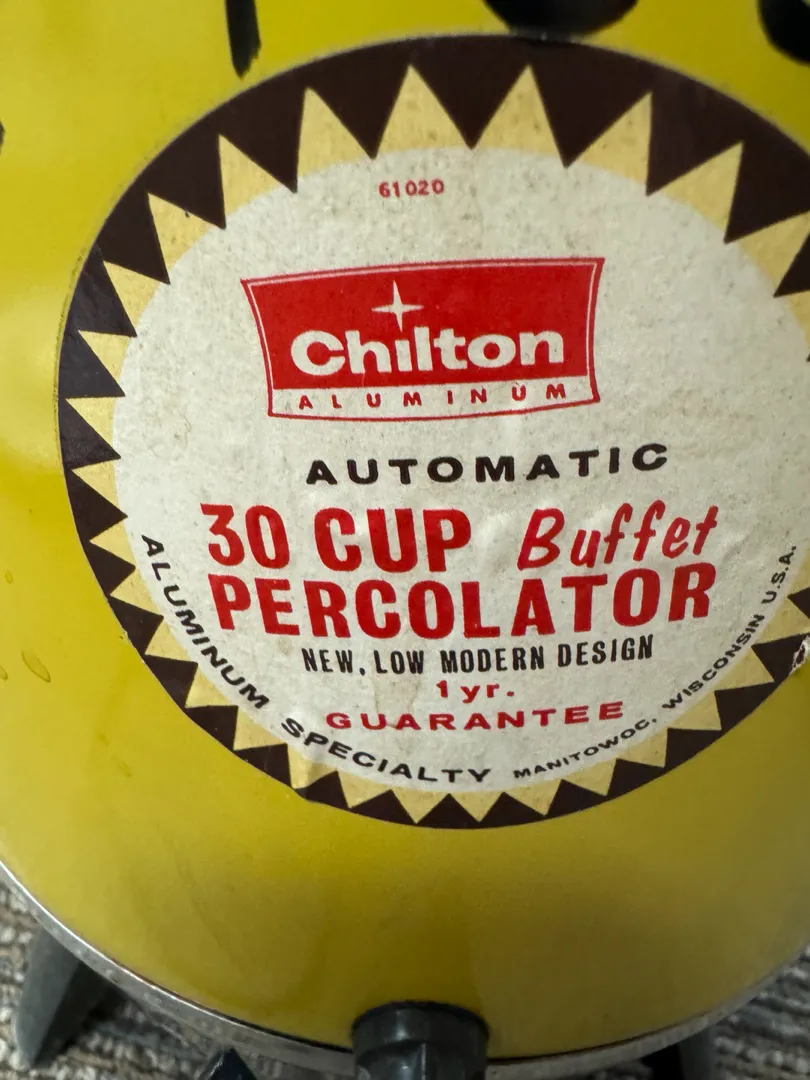 61020
Chilton
ALUMINUM
AUTOMATIC
30 CUP Buffet
PERCOLATOR
NEW, LOW MODERN DESIGN
1 yr.
GUARANTEE
ALUMINUM SPECIALTY MANITOWOC, WISCONSIN U.S.A.